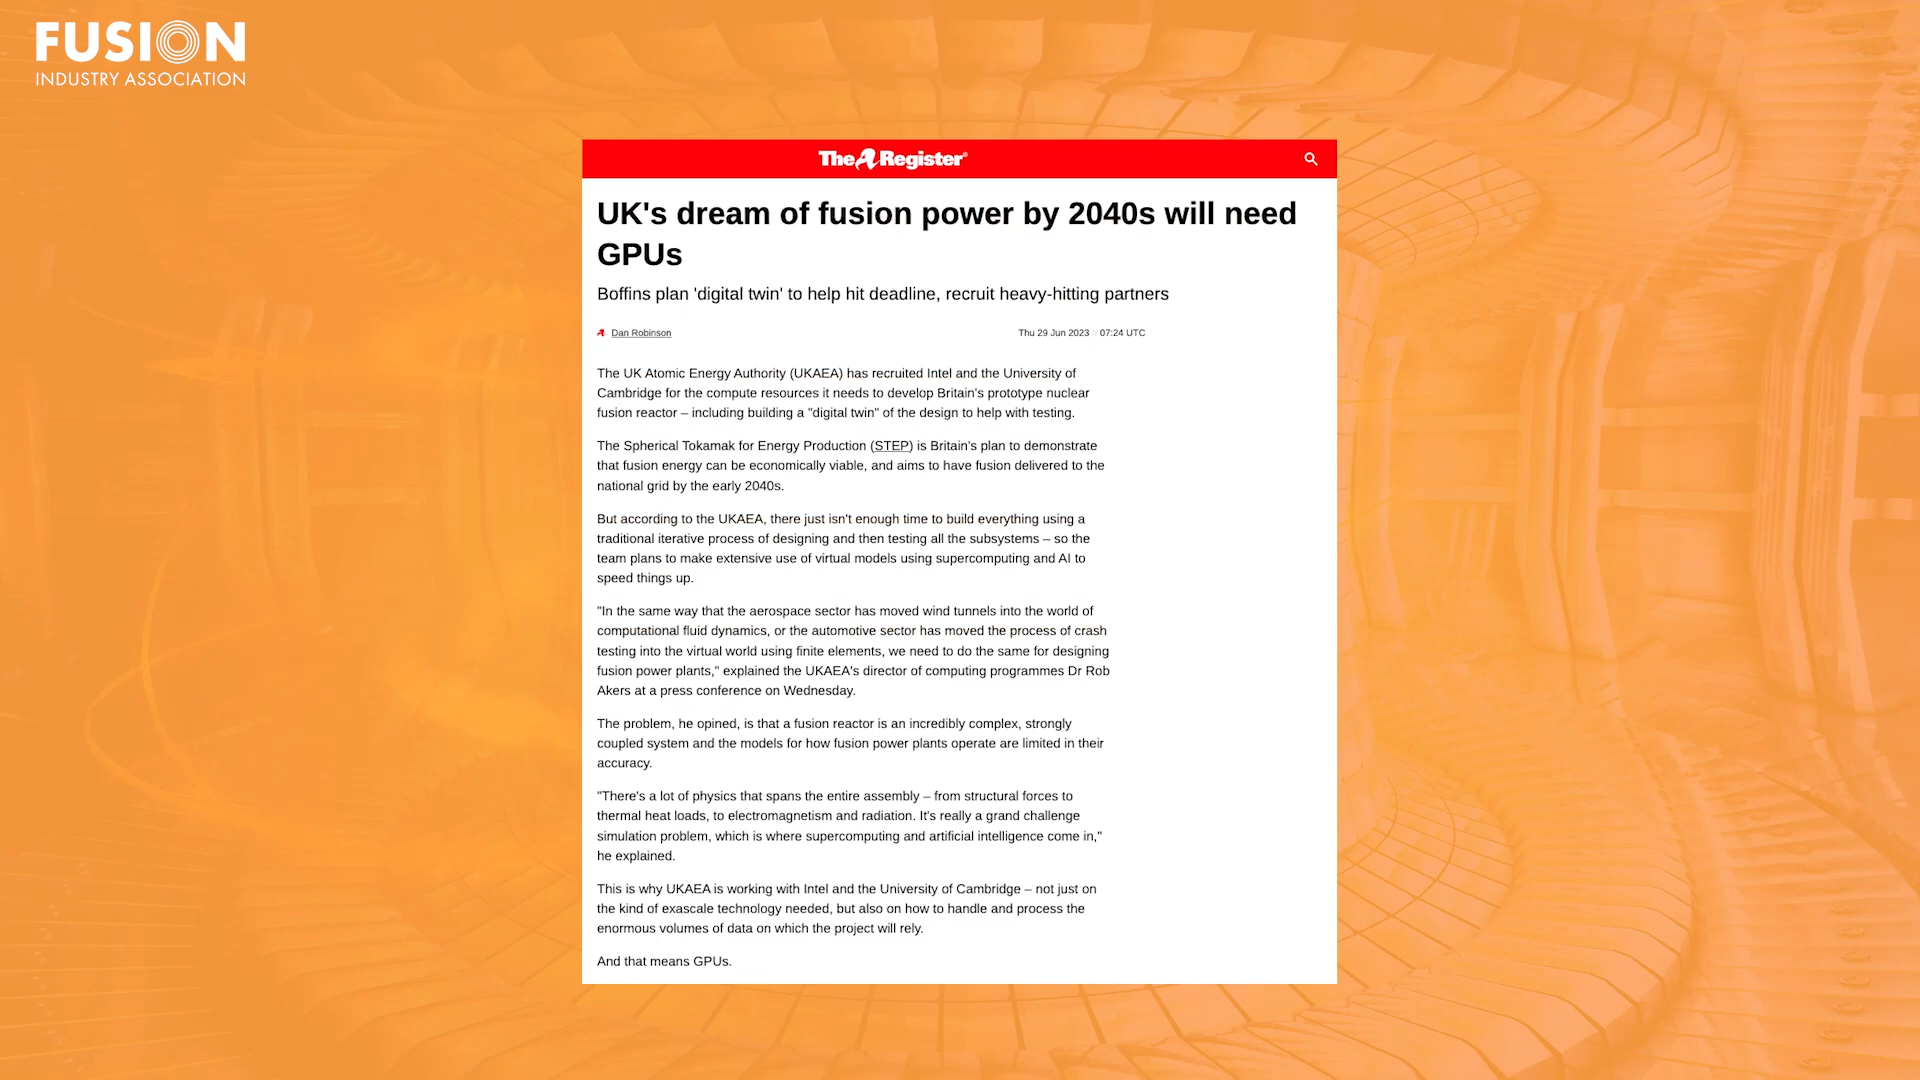 FUSION
INDUSTRY ASSOCIATION
The Register®
UK's dream of fusion power by 2040s will need
GPUs
Boffins plan 'digital twin' to help hit deadline, recruit heavy-hitting partners
Dan Robinson
Thu 29 Jun 2023 // 07:24 UTC
The UK Atomic Energy Authority (UKAEA) has recruited Intel and the University of
Cambridge for the compute resources it needs to develop Britain's prototype nuclear
fusion reactor – including building a "digital twin" of the design to help with testing.
The Spherical Tokamak for Energy Production (STEP) is Britain's plan to demonstrate
that fusion energy can be economically viable, and aims to have fusion delivered to the
national grid by the early 2040s.
But according to the UKAEA, there just isn't enough time to build everything using a
traditional iterative process of designing and then testing all the subsystems – so the
team plans to make extensive use of virtual models using supercomputing and AI to
speed things up.
"In the same way that the aerospace sector has moved wind tunnels into the world of
computational fluid dynamics, or the automotive sector has moved the process of crash
testing into the virtual world using finite elements, we need to do the same for designing
fusion power plants," explained the UKAEA's director of computing programmes Dr Rob
Akers at a press conference on Wednesday.
The problem, he opined, is that a fusion reactor is an incredibly complex, strongly
coupled system and the models for how fusion power plants operate are limited in their
accuracy.
"There's a lot of physics that spans the entire assembly – from structural forces to
thermal heat loads, to electromagnetism and radiation. It's really a grand challenge
simulation problem, which is where supercomputing and artificial intelligence come in,"
he explained.
This is why UKAEA is working with Intel and the University of Cambridge – not just on
the kind of exascale technology needed, but also on how to handle and process the
enormous volumes of data on which the project will rely.
And that means GPUs.